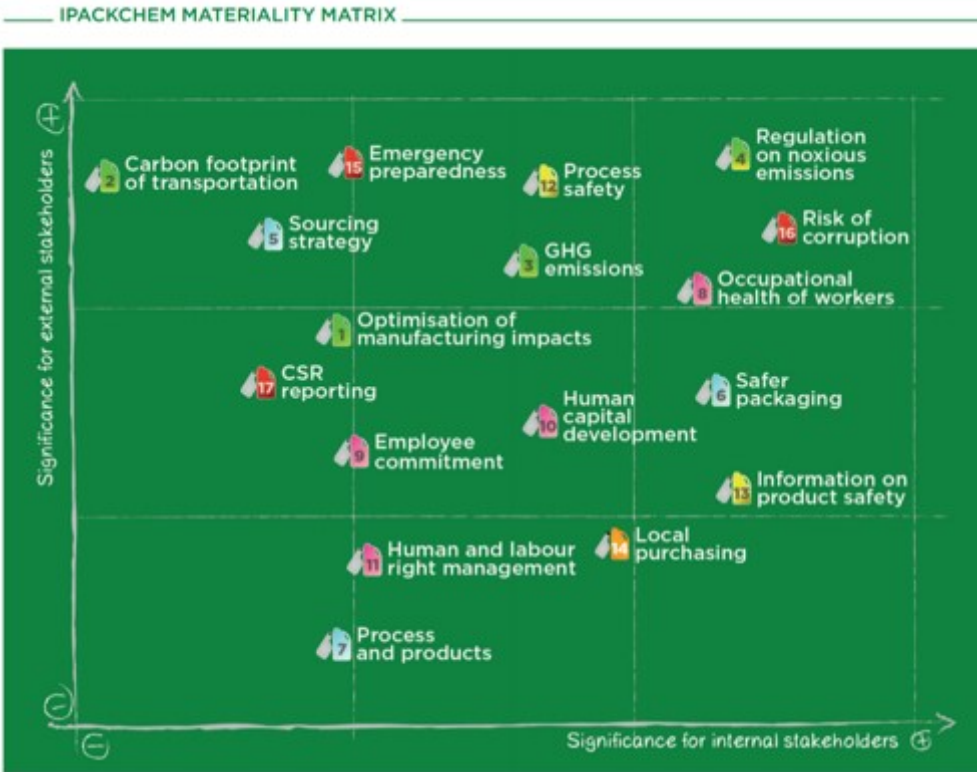 IPACKCHEM MATERIALITY MATRIX
+
Significance for external stakeholders
2
Carbon footprint
of transportation
15
Emergency
preparedness
12
Process
safety
4
Regulation
on noxious
emissions
5
Sourcing
strategy
16
Risk of
corruption
3
GHG
emissions
8
Occupational
health of workers
1
Optimisation of
manufacturing impacts
17
CSR
reporting
6
Safer
packaging
10
Human
capital
development
9
Employee
commitment
13
Information on
product safety
11
Human and labour
right management
14
Local
purchasing
7
Process
and products
−
−
Significance for internal stakeholders +